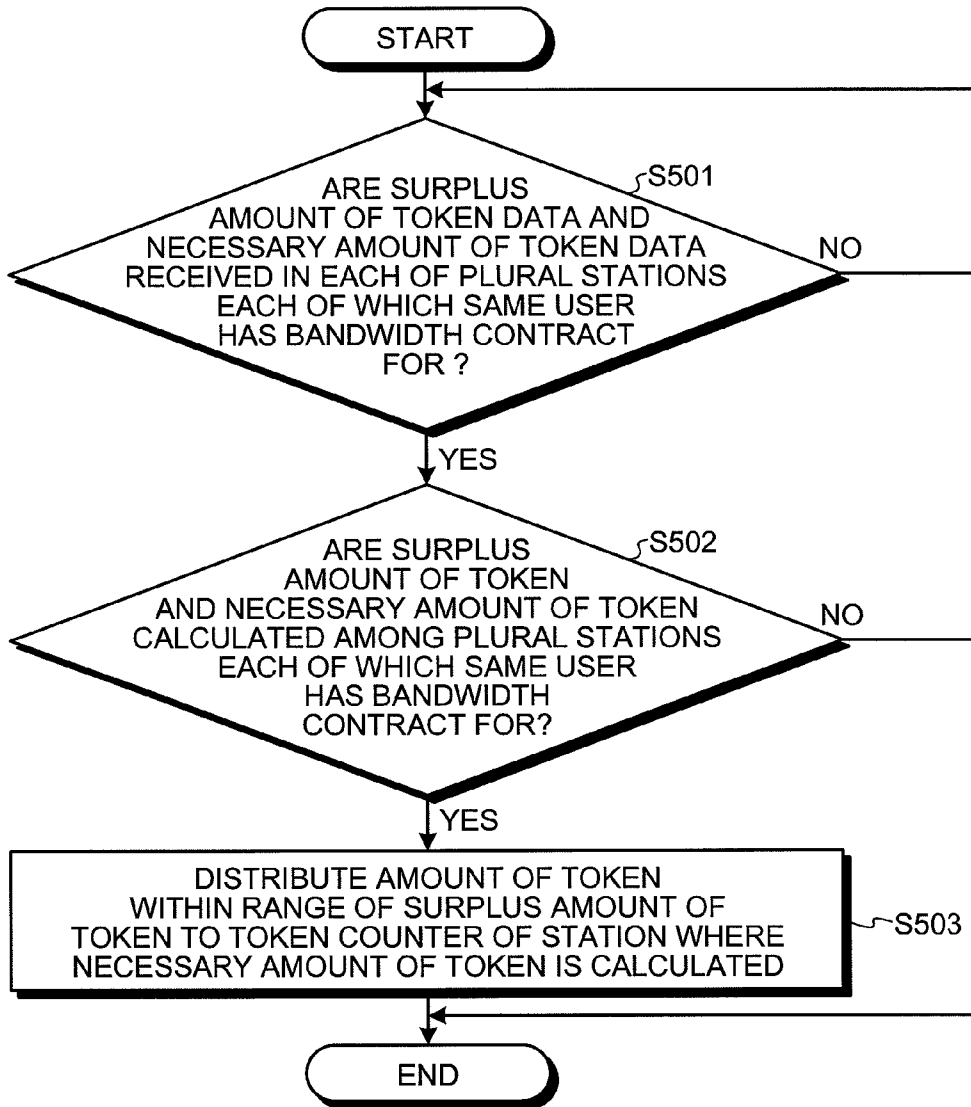 START
ARE SURPLUS
AMOUNT OF TOKEN DATA AND
NECESSARY AMOUNT OF TOKEN DATA
RECEIVED IN EACH OF PLURAL STATIONS
EACH OF WHICH SAME USER
HAS BANDWIDTH CONTRACT
FOR ?
S501
NO
YES
ARE SURPLUS
AMOUNT OF TOKEN
AND NECESSARY AMOUNT OF TOKEN
CALCULATED AMONG PLURAL STATIONS
EACH OF WHICH SAME USER
HAS BANDWIDTH
CONTRACT FOR?
S502
NO
YES
DISTRIBUTE AMOUNT OF TOKEN
WITHIN RANGE OF SURPLUS AMOUNT OF
TOKEN TO TOKEN COUNTER OF STATION WHERE
NECESSARY AMOUNT OF TOKEN IS CALCULATED
S503
END